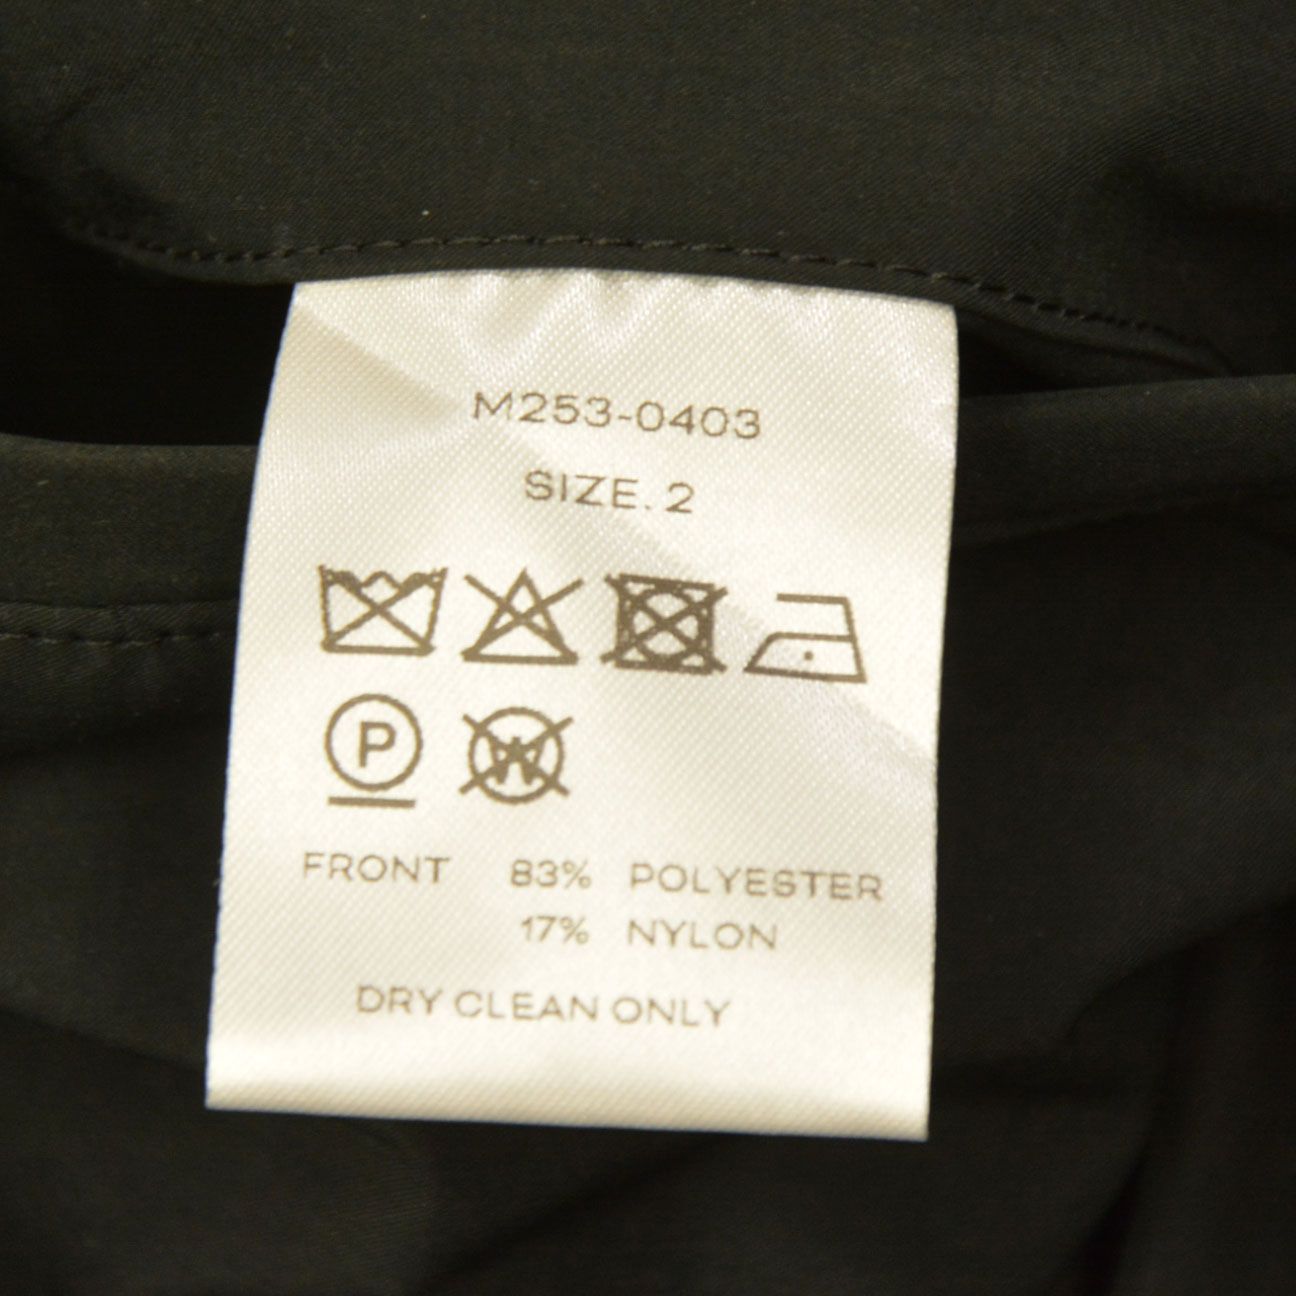 M253-0403
SIZE. 2
P W
FRONT 83% POLYESTER
17% NYLON
DRY CLEAN ONLY